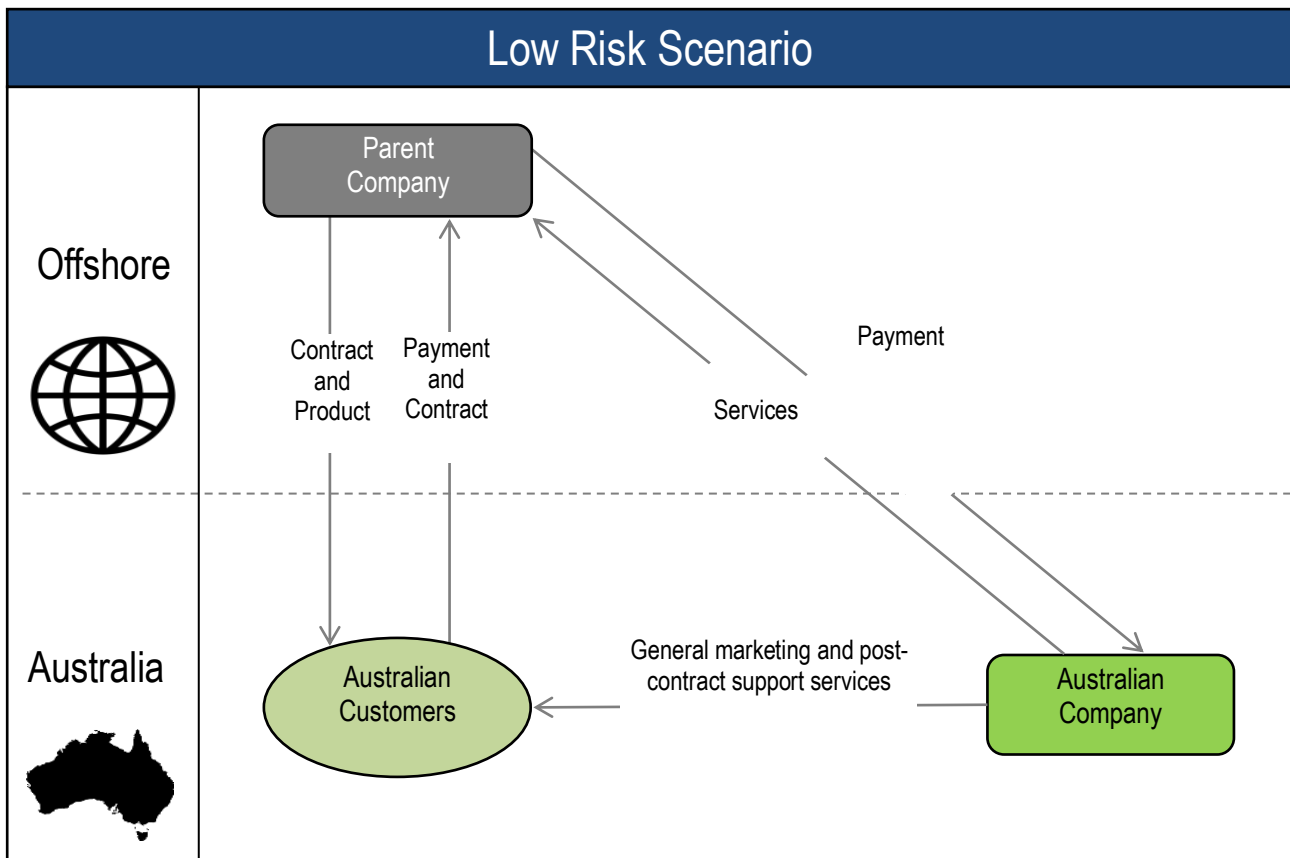 Low Risk Scenario
Parent
Company
Offshore
Contract
and
Product
Payment
and
Contract
Payment
Services
Australia
Australian
Customers
General marketing and post-
contract support services
Australian
Company